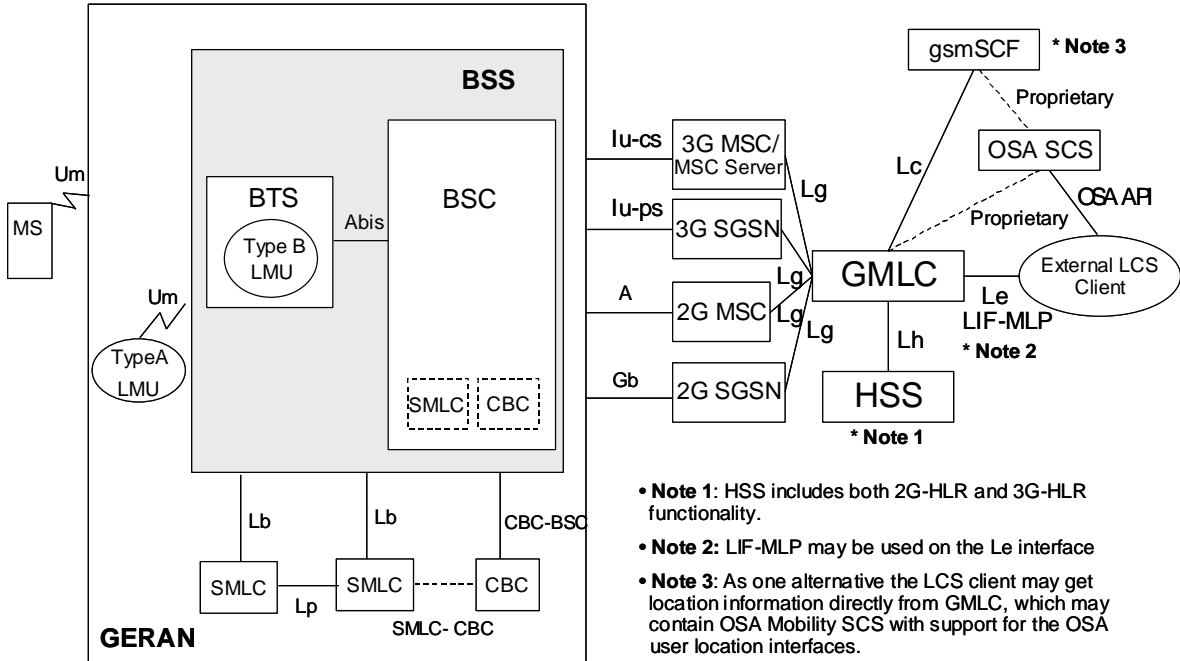 gsmSCF
* Note 3
BSS
Proprietary
Iu-cs
3G MSC/
MSC Server
OSA SCS
Um
BTS
BSC
Lc
Lg
OSA API
MS
Abis
Iu-ps
Proprietary
Type B
LMU
3G SGSN
GMLC
External LCS
Client
Um
A
Lg
Le
2G MSC
Lg
Lg
LIF-MLP
TypeA
LMU
Lh
* Note 2
Gb
SMLC
CBC
2G SGSN
HSS
* Note 1
Lb
Lb
CBC-BSC
SMLC
SMLC
CBC
Lp
SMLC- CBC
GERAN
• Note 1: HSS includes both 2G-HLR and 3G-HLR
functionality.
• Note 2: LIF-MLP may be used on the Le interface
• Note 3: As one alternative the LCS client may get
location information directly from GMLC, which may
contain OSA Mobility SCS with support for the OSA
user location interfaces.